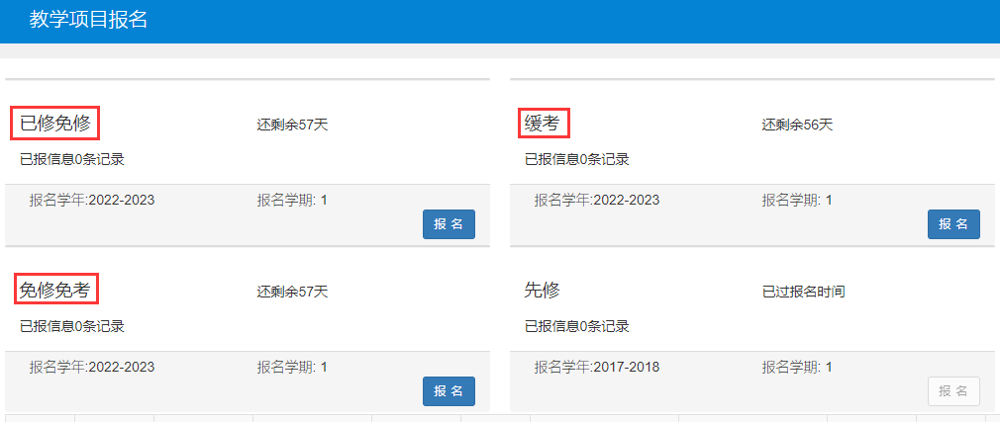 教学项目报名
已修免修 还剩余57天
已报信息0条记录
报名学年:2022-2023 报名学期: 1
报 名
缓考 还剩余56天
已报信息0条记录
报名学年:2022-2023 报名学期: 1
报 名
免修免考 还剩余57天
已报信息0条记录
报名学年:2022-2023 报名学期: 1
报 名
先修 已过报名时间
已报信息0条记录
报名学年:2017-2018 报名学期: 1
报 名